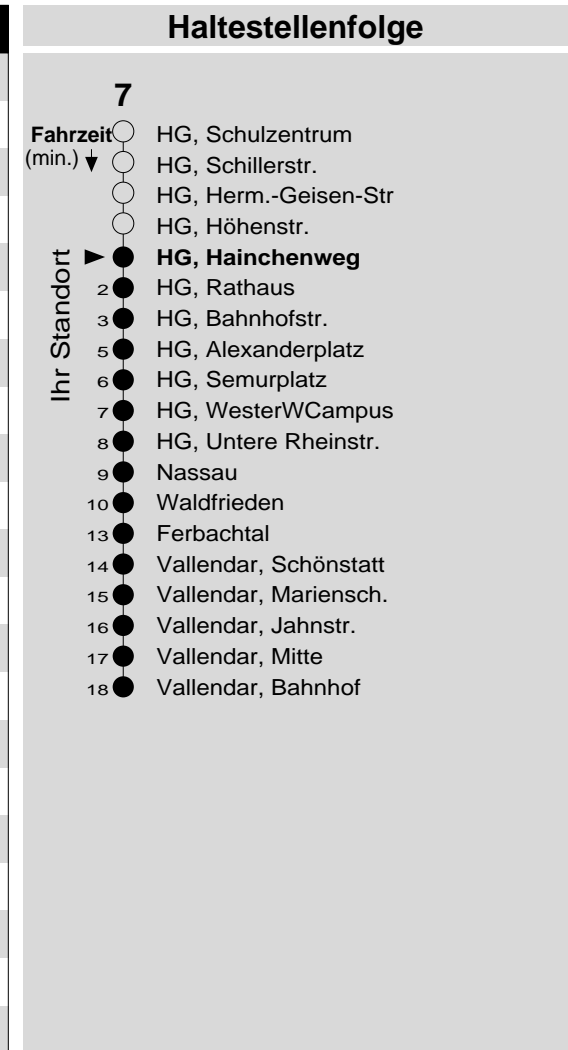 Haltestellenfolge
7
Fahrzeit HG, Schulzentrum
(min.) HG, Schillerstr.
HG, Herm.-Geisen-Str
HG, Höhenstr.
Ihr Standort
HG, Hainchenweg
2 HG, Rathaus
3 HG, Bahnhofstr.
5 HG, Alexanderplatz
6 HG, Semurplatz
7 HG, WesterWCampus
8 HG, Untere Rheinstr.
9 Nassau
10 Waldfrieden
13 Ferbachtal
14 Vallendar, Schönstatt
15 Vallendar, Mariensch.
16 Vallendar, Jahnstr.
17 Vallendar, Mitte
18 Vallendar, Bahnhof